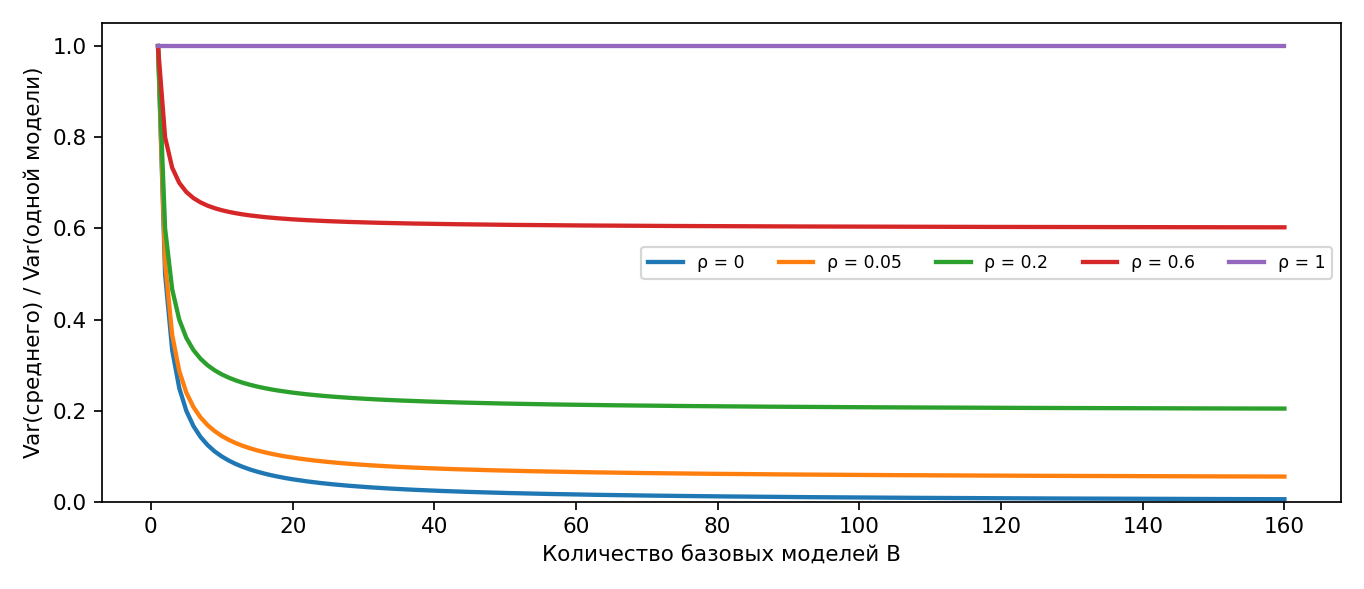 Var(среднего) / Var(одной модели)
1.0
0.8
0.6
0.4
0.2
0.0
ρ = 0 ρ = 0.05 ρ = 0.2 ρ = 0.6 ρ = 1
0 20 40 60 80 100 120 140 160
Количество базовых моделей B